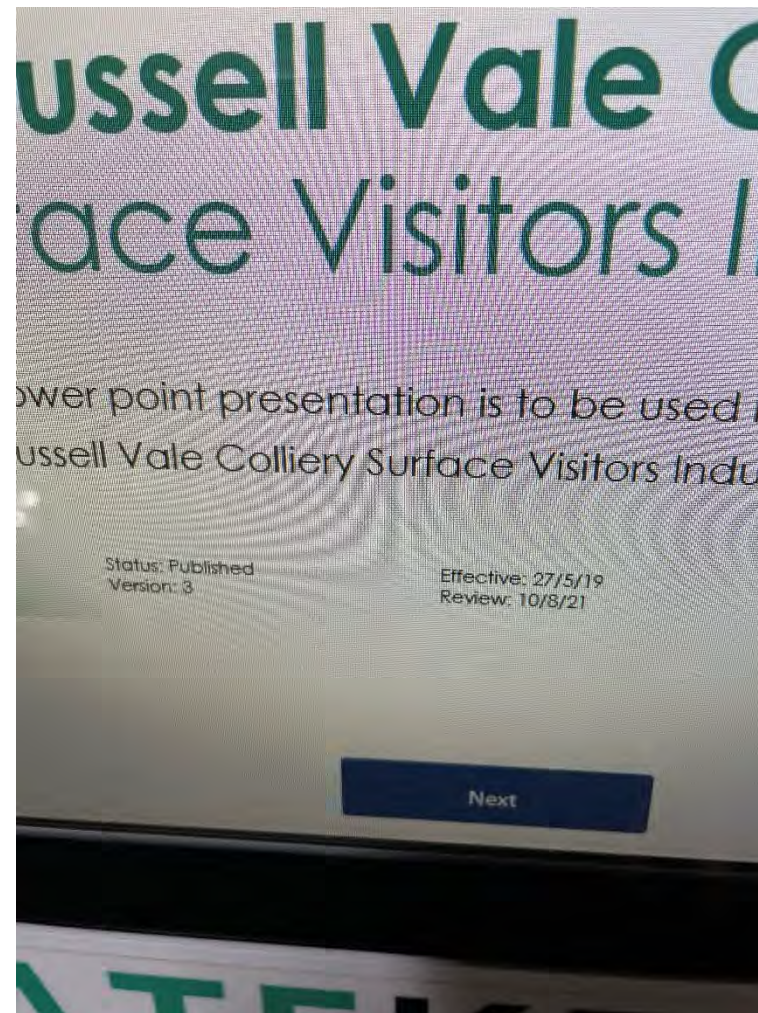 ussell Vale C
ace Visitors I
ower point presentation is to be used
ussell Vale Colliery Surface Visitors Indu
Status: Published
Version: 3
Effective: 27/5/19
Review: 10/8/21
Next